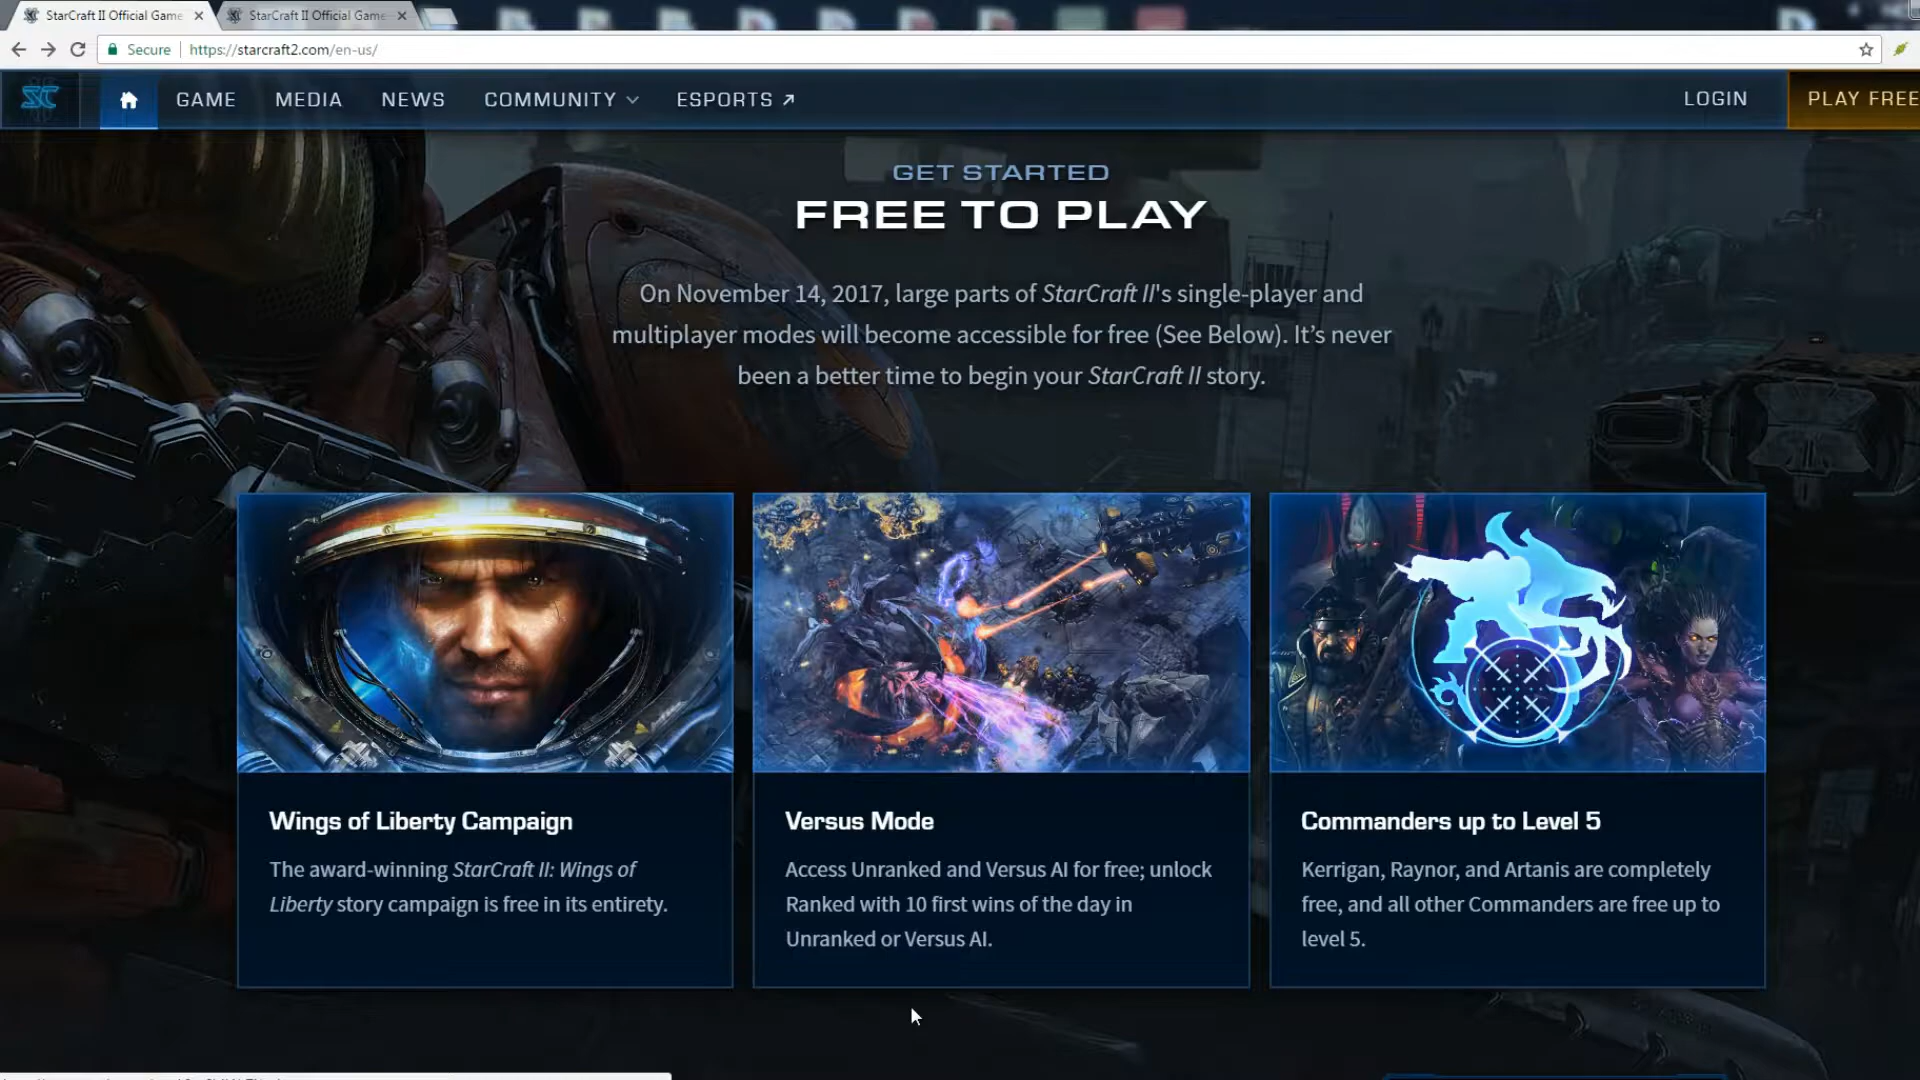 StarCraft II Official Game
StarCraft II Official Game
Secure
https://starcraft2.com/en-us/
SC
GAME
MEDIA
NEWS
COMMUNITY
ESPORTS
LOGIN
PLAY FREE
GET STARTED
FREE TO PLAY
On November 14, 2017, large parts of StarCraft II's single-player and
multiplayer modes will become accessible for free (See Below). It’s never
been a better time to begin your StarCraft II story.
Wings of Liberty Campaign
The award-winning StarCraft II: Wings of
Liberty story campaign is free in its entirety.
Versus Mode
Access Unranked and Versus AI for free; unlock
Ranked with 10 first wins of the day in
Unranked or Versus AI.
Commanders up to Level 5
Kerrigan, Raynor, and Artanis are completely
free, and all other Commanders are free up to
level 5.